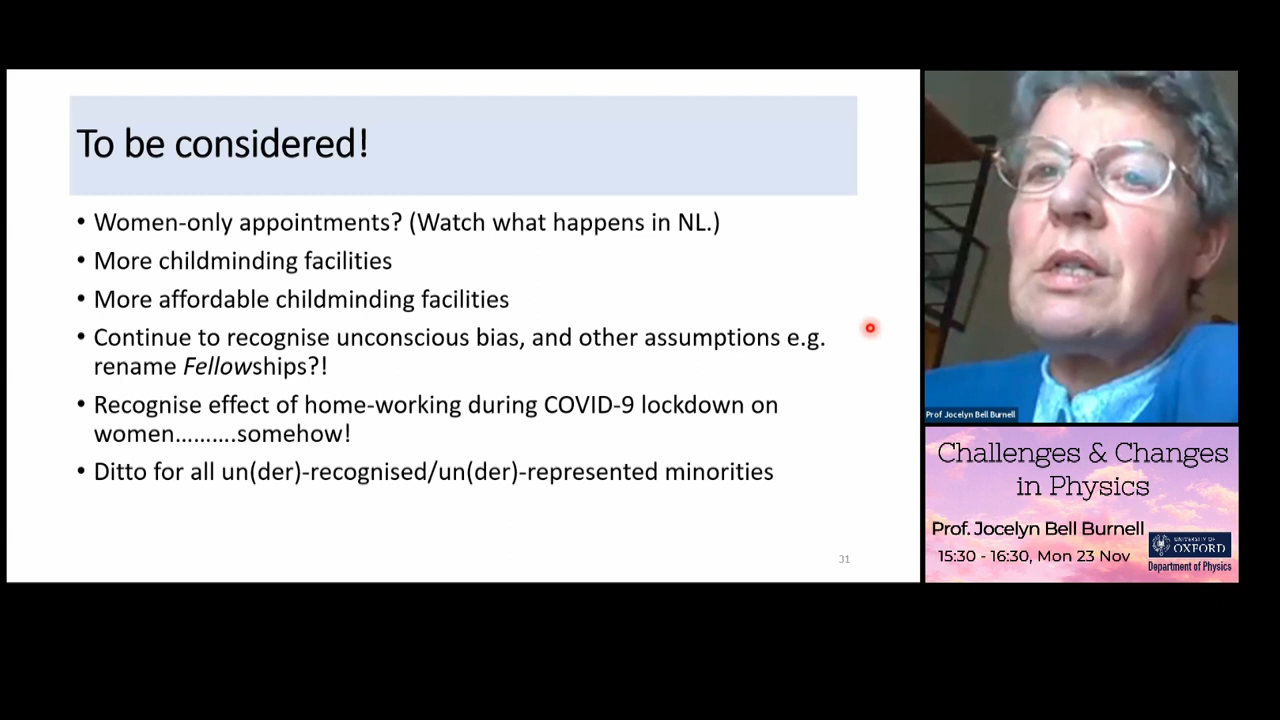 To be considered!
• Women-only appointments? (Watch what happens in NL.)
• More childminding facilities
• More affordable childminding facilities
• Continue to recognise unconscious bias, and other assumptions e.g.
rename Fellowships?!
• Recognise effect of home-working during COVID-9 lockdown on
women……….somehow!
• Ditto for all un(der)-recognised/un(der)-represented minorities
31
Prof Jocelyn Bell Burnell
Challenges & Changes
in Physics
Prof. Jocelyn Bell Burnell
15:30 - 16:30, Mon 23 Nov
UNIVERSITY OF
OXFORD
Department of Physics